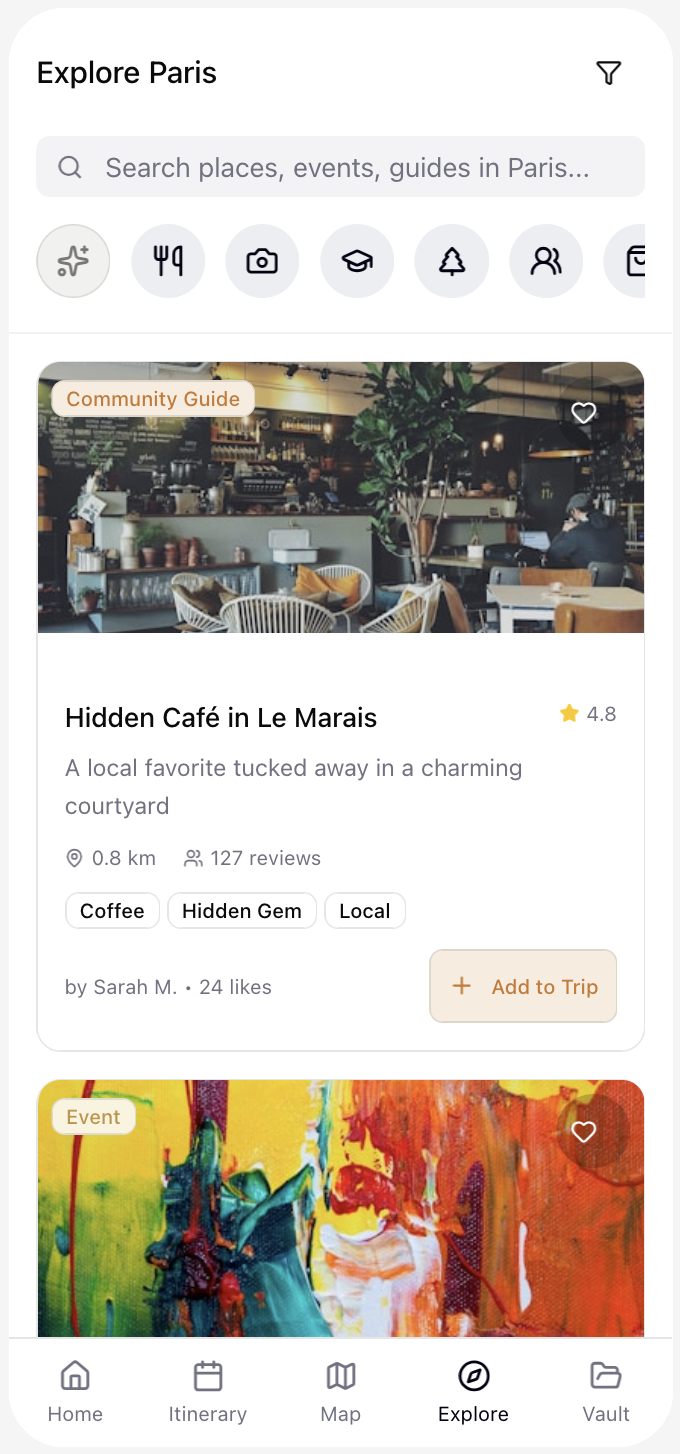 Explore Paris
Search places, events, guides in Paris...
Community Guide
Hidden Café in Le Marais
4.8
A local favorite tucked away in a charming
courtyard
0.8 km 127 reviews
Coffee Hidden Gem Local
by Sarah M. • 24 likes
+ Add to Trip
Event
Home Itinerary Map Explore Vault